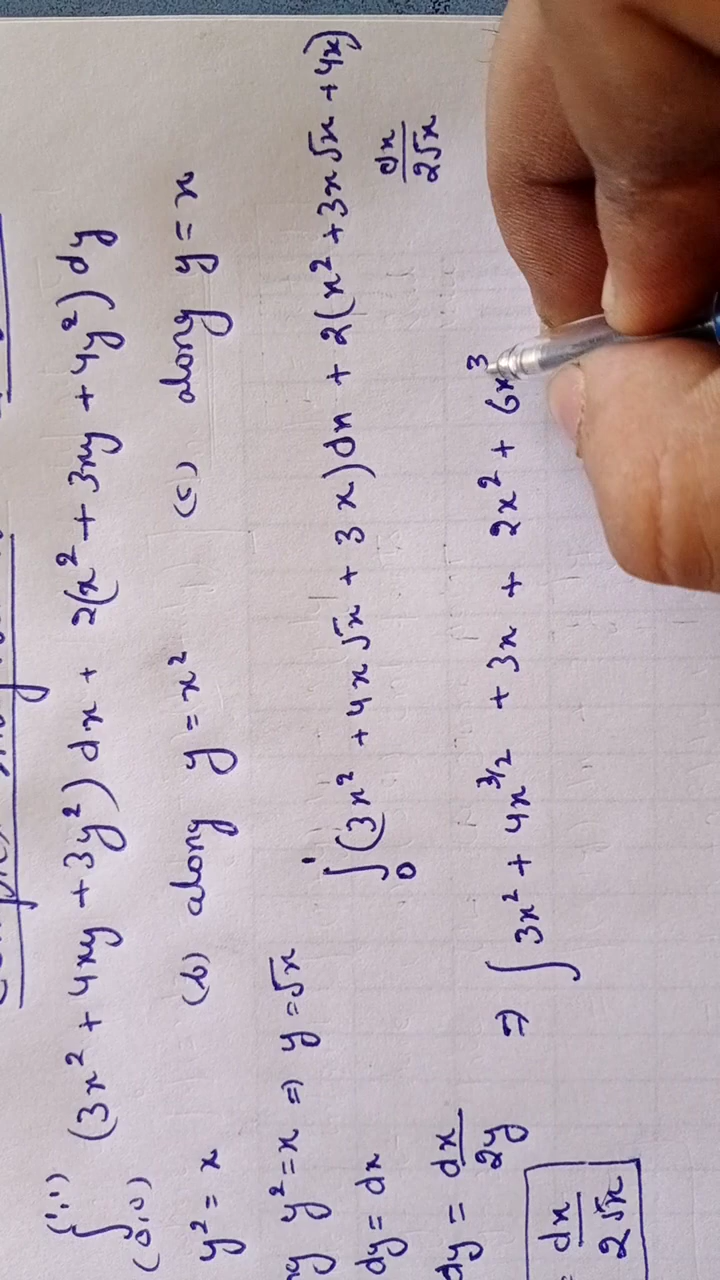 ∫(0,0)^(1,1) (3x² + 4xy + 3y²) dx + 2(x² + 3xy + 4y²) dy
y² = x (b) along y = x² (c) along y = x
y² = x ⇒ y = √x
dy = dx ∫₀¹ (3x² + 4x√x + 3x) dx + 2(x² + 3x√x + 4x) dx/2√x
dy = dx/2y ⇒ ∫ 3x² + 4x^3/2 + 3x + 2x² + 6x³
= dx/2√x